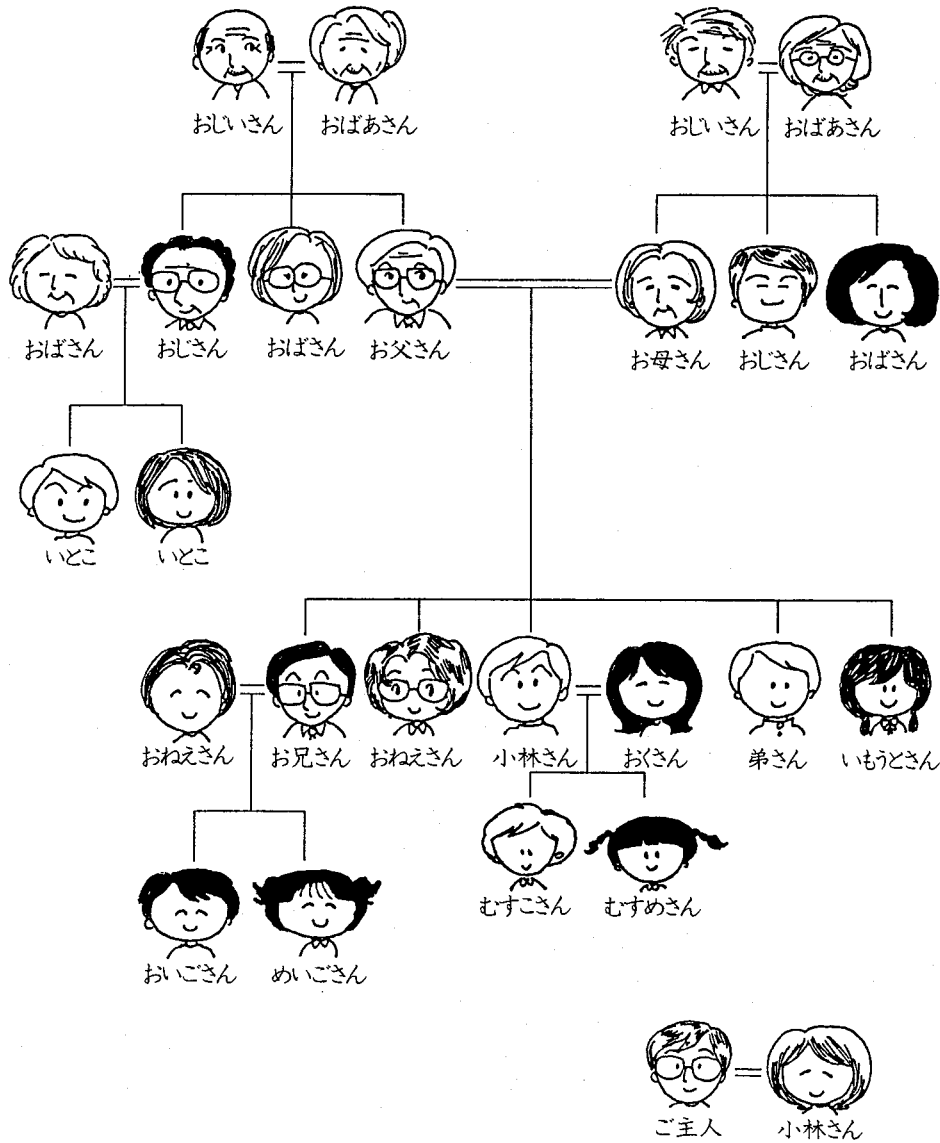 おじいさん おばあさん おじいさん おばあさん
おばさん おじさん おばさん お父さん お母さん おじさん おばさん
いとこ いとこ
おねえさん お兄さん おねえさん 小林さん おくさん 弟さん いもうとさん
むすこさん むすめさん
おいごさん めいごさん
ご主人 小林さん